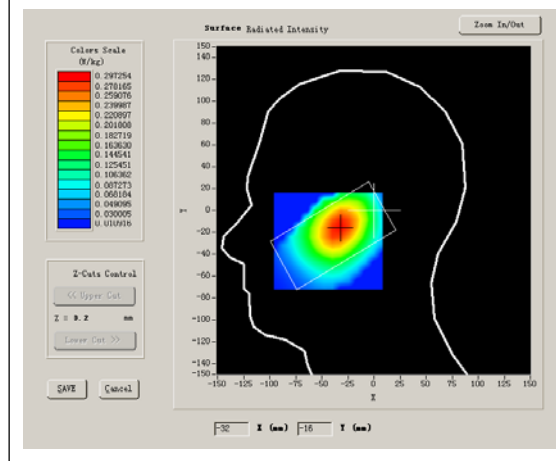 Surface Radiated Intensity
Zoom In/Out
Colors Scale
(W/kg)
0.297254
0.278165
0.259076
0.239987
0.220897
0.201808
0.182719
0.163630
0.144541
0.125451
0.106362
0.087273
0.068184
0.049095
0.030005
0.010916
150
140
120
100
80
60
40
20
0
-20
-40
-60
-80
-100
-120
-140
-150
Y
-150 -125 -100 -75 -50 -25 0 25 50 75 100 125 150
X
Z-Cuts Control
<< Upper Cut
Z = 3.2 mm
Lower Cut >>
SAVE Cancel
-32 X (mm) -16 Y (mm)